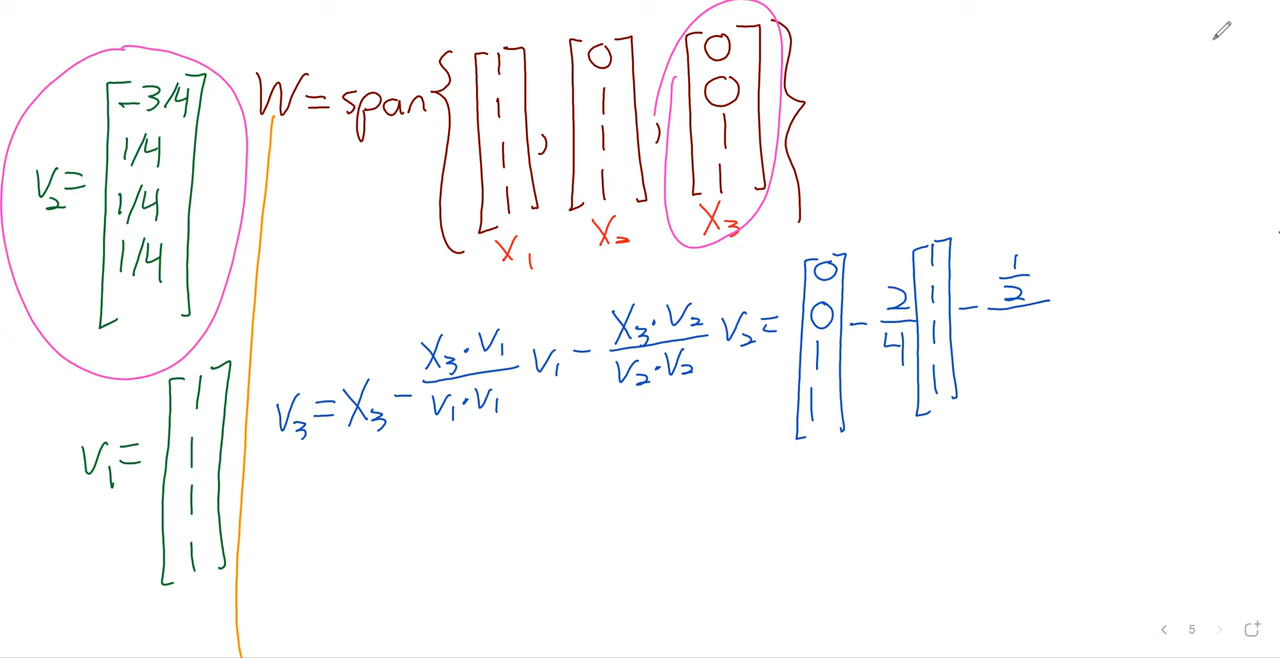 W = span { [1 1 1 1], [0 1 1 1], [0 0 1 1] }
x₁ x₂ x₃
v₂ = [-3/4 1/4 1/4 1/4]
v₃ = x₃ - (x₃·v₁)/(v₁·v₁) v₁ - (x₃·v₂)/(v₂·v₂) v₂ = [0 0 1 1] - 2/4 [1 1 1 1] - 1/2
v₁ = [1 1 1 1]
< 5 >